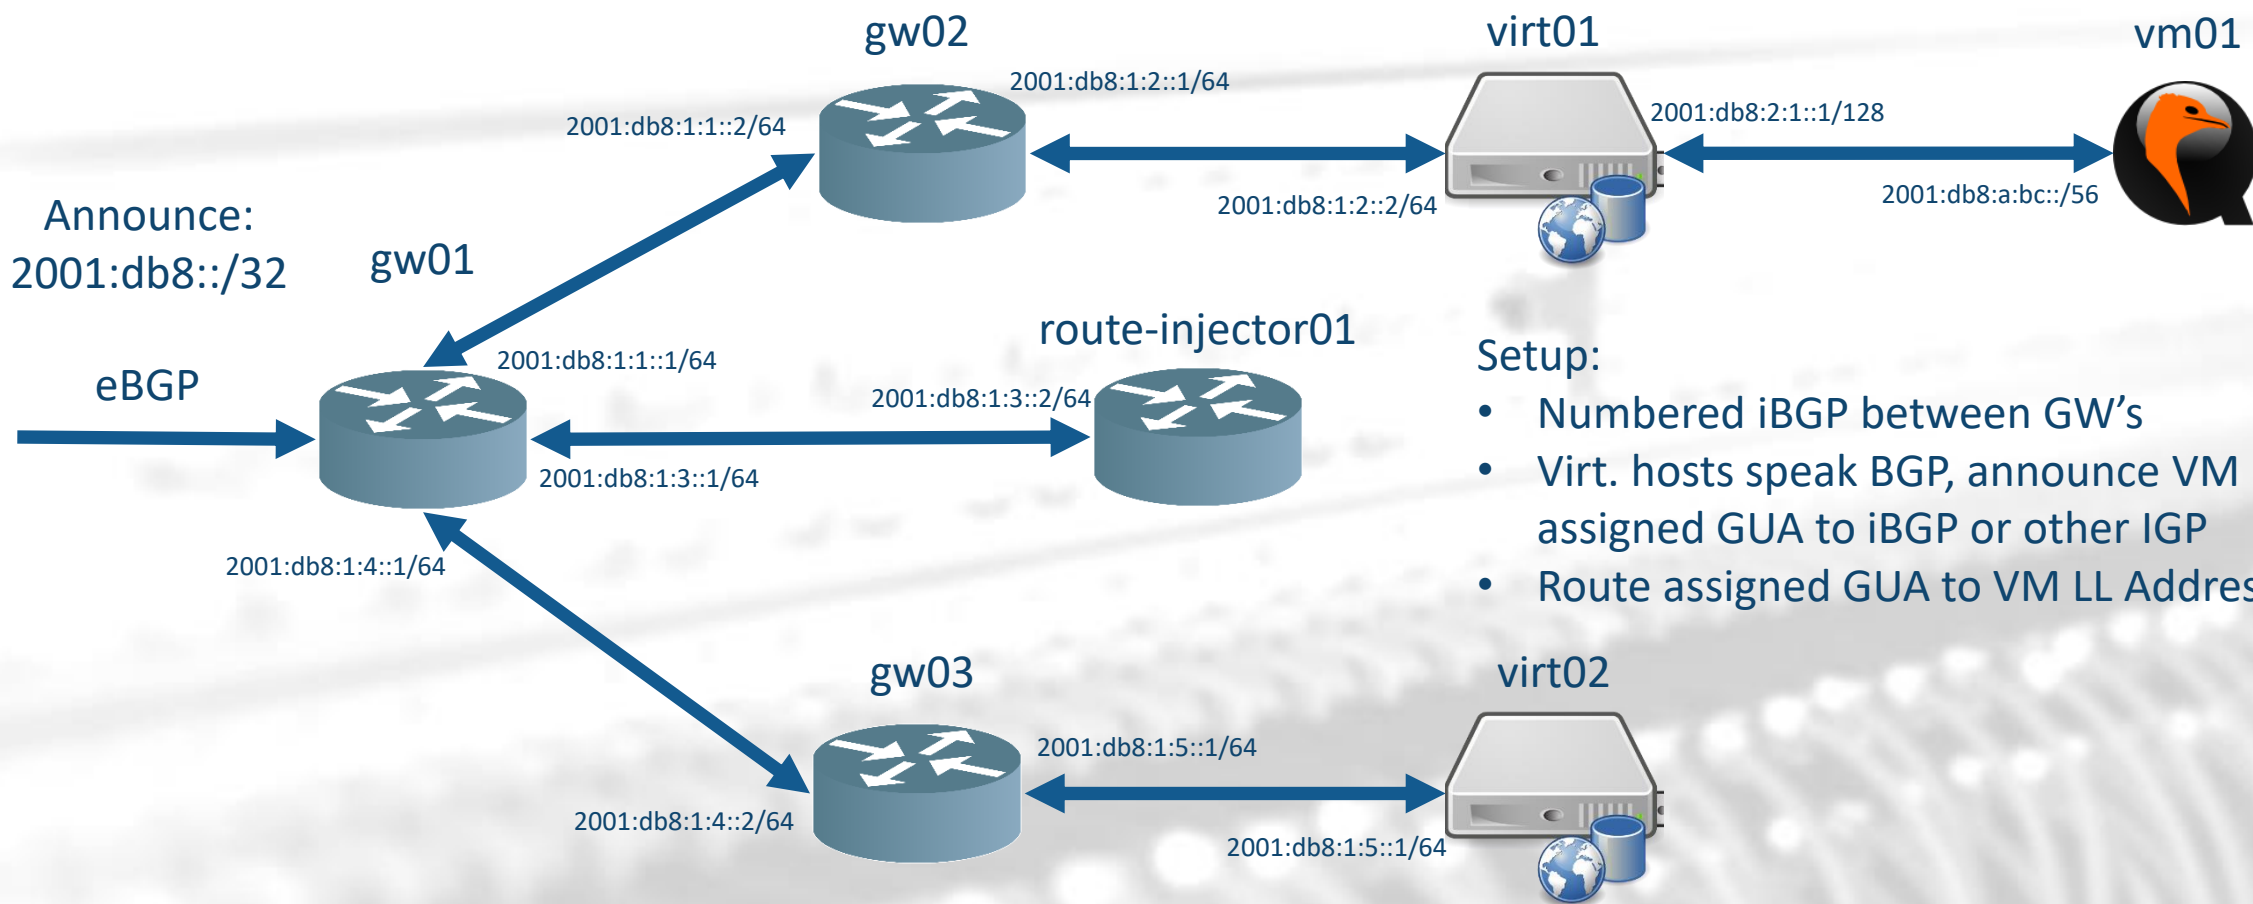 gw02
virt01
vm01
2001:db8:1:2::1/64
2001:db8:1:1::2/64
2001:db8:2:1::1/128
2001:db8:1:2::2/64
2001:db8:a:bc::/56
Announce:
2001:db8::/32
gw01
eBGP
2001:db8:1:1::1/64
route-injector01
2001:db8:1:3::2/64
2001:db8:1:3::1/64
2001:db8:1:4::1/64
Setup:
• Numbered iBGP between GW’s
• Virt. hosts speak BGP, announce VM
assigned GUA to iBGP or other IGP
• Route assigned GUA to VM LL Addres
gw03
virt02
2001:db8:1:5::1/64
2001:db8:1:4::2/64
2001:db8:1:5::1/64